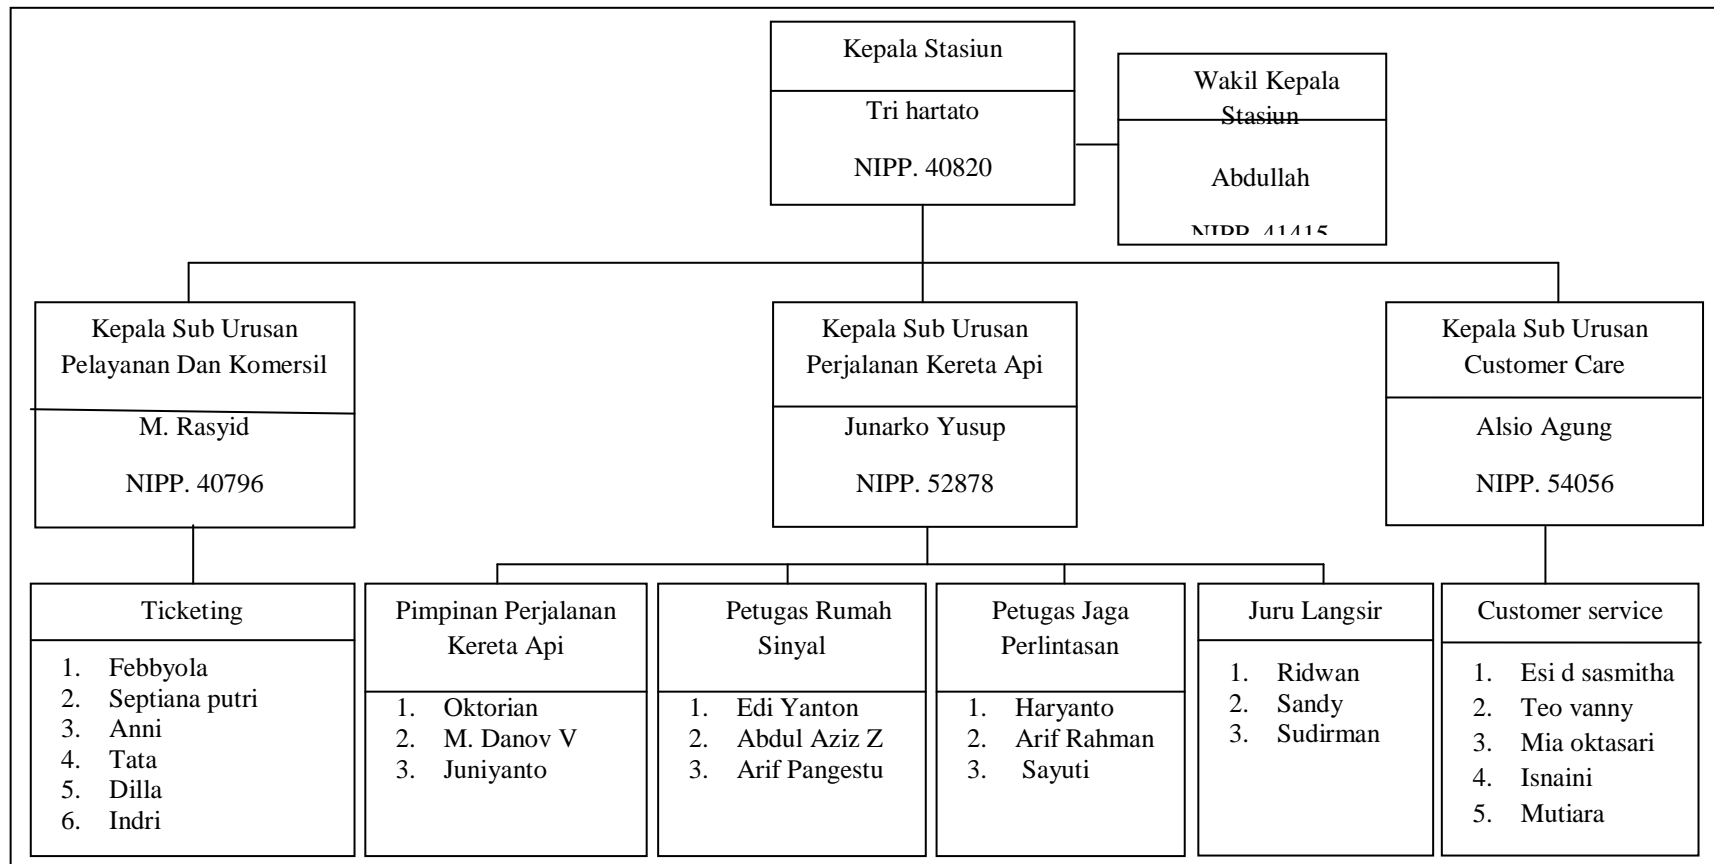 Kepala Stasiun
Tri hartato
NIPP. 40820
Wakil Kepala
Stasiun
Abdullah
NIPP. 41415
Kepala Sub Urusan
Pelayanan Dan Komersil
M. Rasyid
NIPP. 40796
Kepala Sub Urusan
Perjalanan Kereta Api
Junarko Yusup
NIPP. 52878
Kepala Sub Urusan
Customer Care
Alsio Agung
NIPP. 54056
Ticketing
1. Febbyola
2. Septiana putri
3. Anni
4. Tata
5. Dilla
6. Indri
Pimpinan Perjalanan
Kereta Api
1. Oktorian
2. M. Danov V
3. Juniyanto
Petugas Rumah
Sinyal
1. Edi Yanton
2. Abdul Aziz Z
3. Arif Pangestu
Petugas Jaga
Perlintasan
1. Haryanto
2. Arif Rahman
3. Sayuti
Juru Langsir
1. Ridwan
2. Sandy
3. Sudirman
Customer service
1. Esi d sasmitha
2. Teo vanny
3. Mia oktasari
4. Isnaini
5. Mutiara